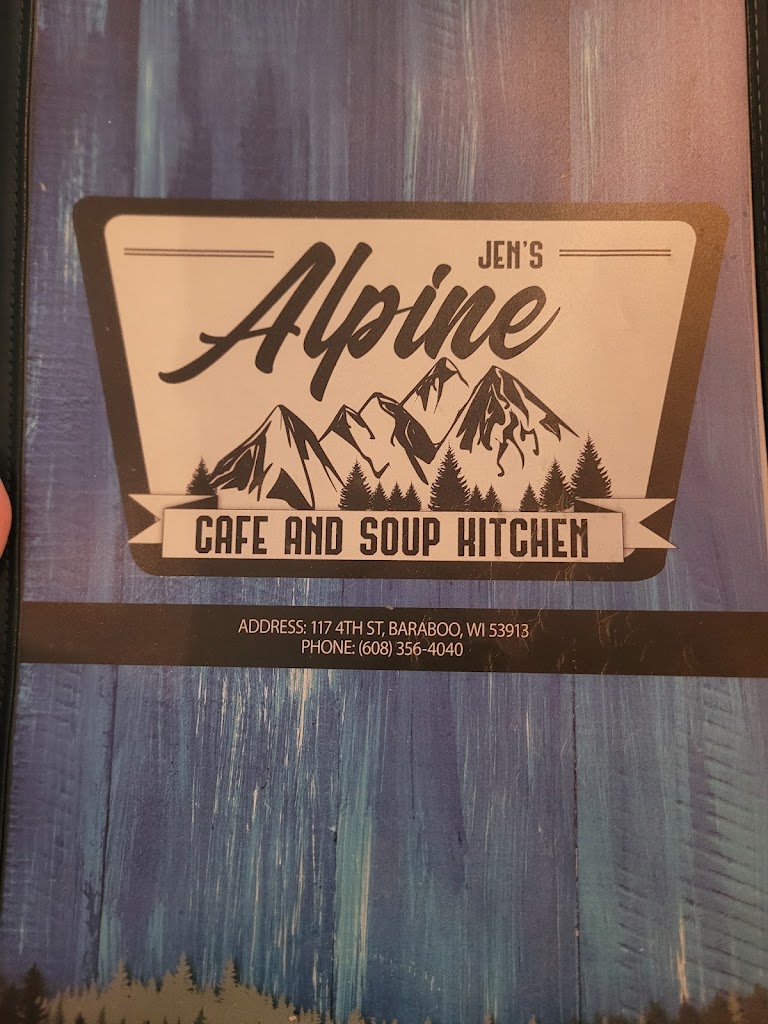 JEN'S
Alpine
CAFE AND SOUP KITCHEN
ADDRESS: 117 4TH ST, BARABOO, WI 53913
PHONE: (608) 356-4040